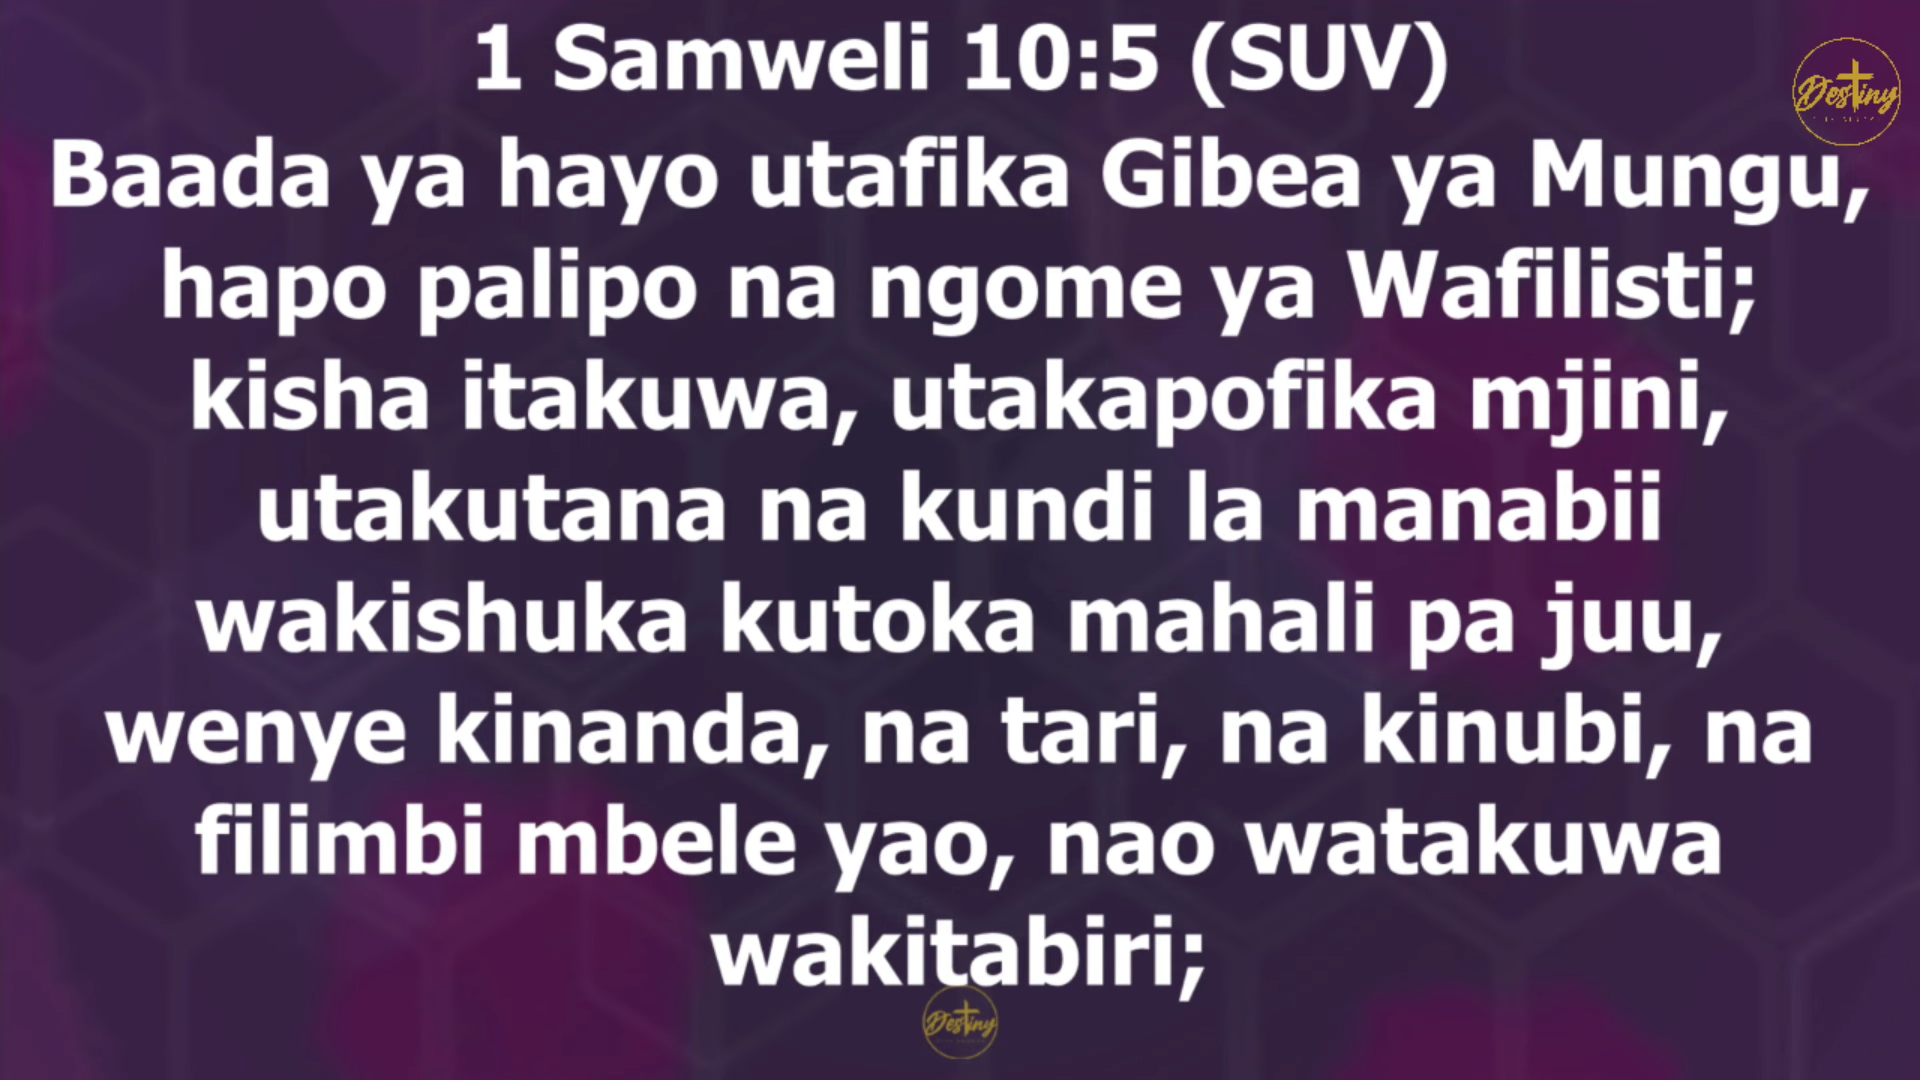 1 Samweli 10:5 (SUV)
Baada ya hayo utafika Gibea ya Mungu,
hapo palipo na ngome ya Wafilisti;
kisha itakuwa, utakapofika mjini,
utakutana na kundi la manabii
wakishuka kutoka mahali pa juu,
wenye kinanda, na tari, na kinubi, na
filimbi mbele yao, nao watakuwa
wakitabiri;
Destiny
Destiny